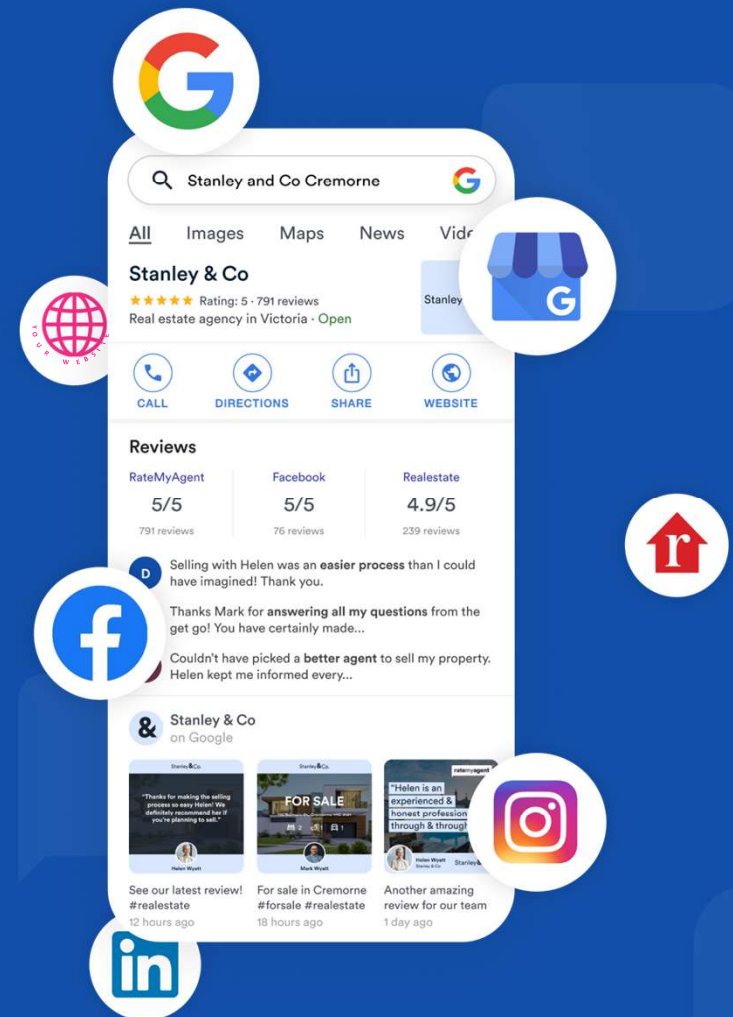 Stanley and Co Cremorne
All Images Maps News Vide
Stanley & Co
Rating: 5 · 791 reviews
Real estate agency in Victoria · Open
Stanley
YOUR WEBSITE
CALL DIRECTIONS SHARE WEBSITE
Reviews
RateMyAgent Facebook Realestate
5/5 5/5 4.9/5
791 reviews 76 reviews 239 reviews
D
Selling with Helen was an easier process than I could
have imagined! Thank you.
Thanks Mark for answering all my questions from the
get go! You have certainly made...
Couldn't have picked a better agent to sell my property.
Helen kept me informed every...
r
f
&
Stanley & Co
on Google
Stanley & Co.
"Thanks for making the selling
process so easy Helen! We
definitely recommend her if
you're planning to sell."
Helen Wyatt
Stanley & Co.
FOR SALE
2 1 1
Mark Wyatt
ratemyagent
"Helen is an
experienced &
honest profession
through & through
Helen Wyatt
Stanley & Co
Stanley&
See our latest review!
#realestate
12 hours ago
For sale in Cremorne
#forsale #realestate
18 hours ago
Another amazing
review for our team
1 day ago
in